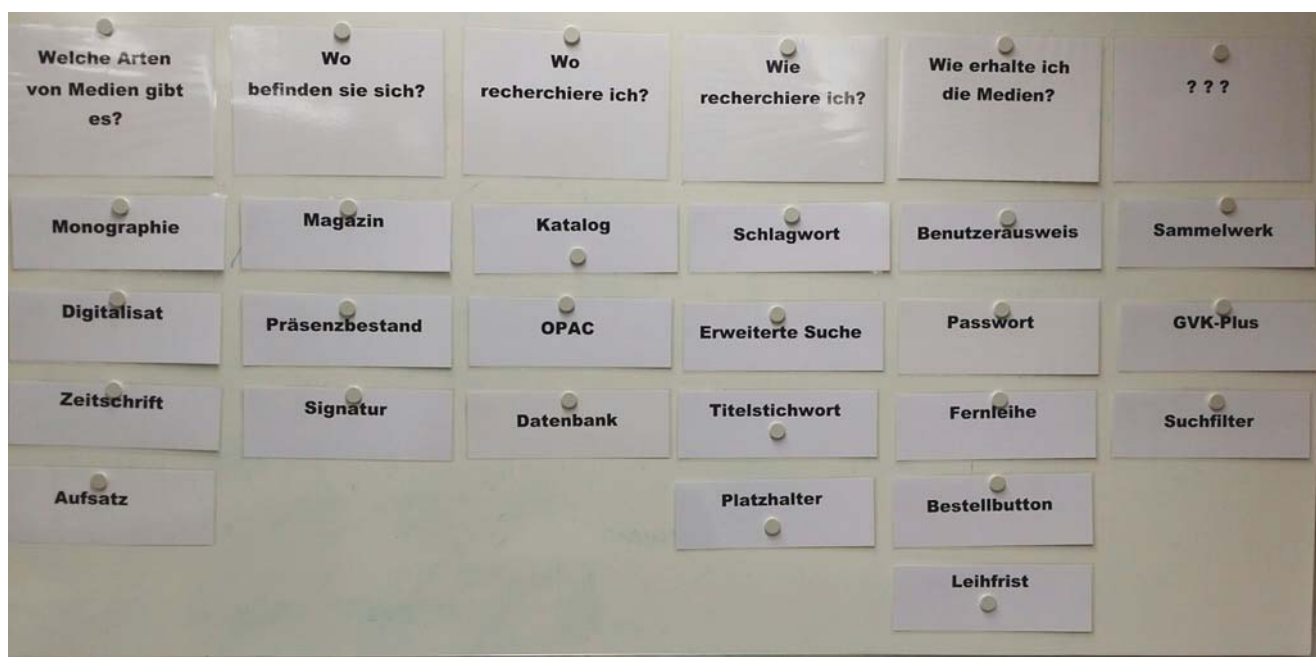 Welche Arten
von Medien gibt
es?
Wo
befinden sie sich?
Wo
recherchiere ich?
Wie
recherchiere ich?
Wie erhalte ich
die Medien?
? ? ?
Monographie
Magazin
Katalog
Schlagwort
Benutzerausweis
Sammelwerk
Digitalisat
Präsenzbestand
OPAC
Erweiterte Suche
Passwort
GVK-Plus
Zeitschrift
Signatur
Datenbank
Titelstichwort
Fernleihe
Suchfilter
Aufsatz
Platzhalter
Bestellbutton
Leihfrist